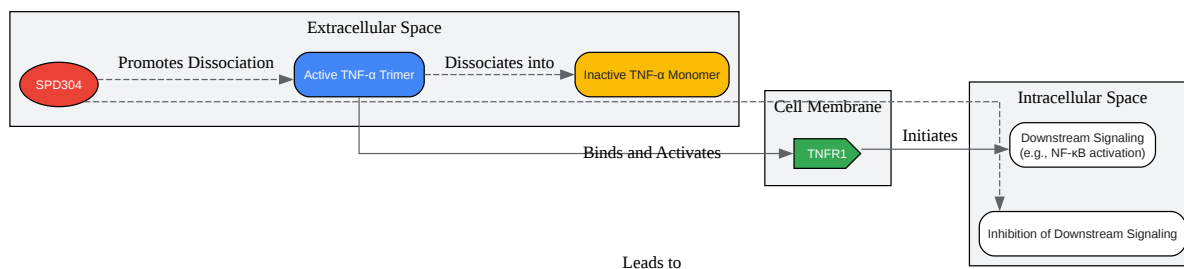 Extracellular Space
Promotes Dissociation
Dissociates into
SPD304
Active TNF-α Trimer
Inactive TNF-α Monomer
Cell Membrane
Intracellular Space
Binds and Activates
TNFR1
Initiates
Downstream Signaling
(e.g., NF-κB activation)
Inhibition of Downstream Signaling
Leads to